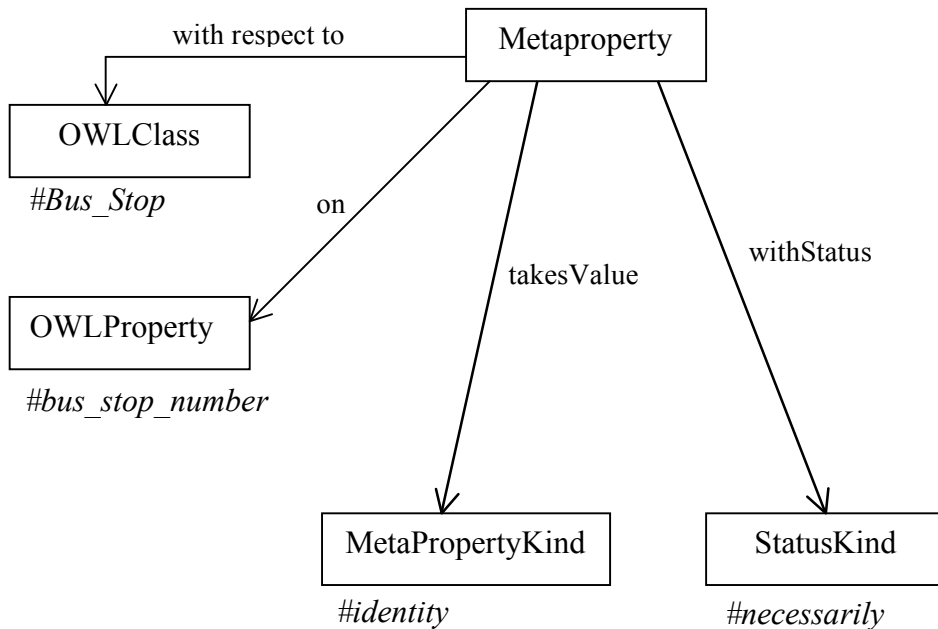 with respect to
Metaproperty
OWLClass
#Bus_Stop
on
withStatus
takesValue
OWLProperty
#bus_stop_number
MetaPropertyKind
StatusKind
#identity
#necessarily